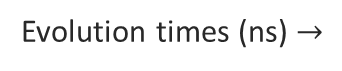 Evolution times (ns) →